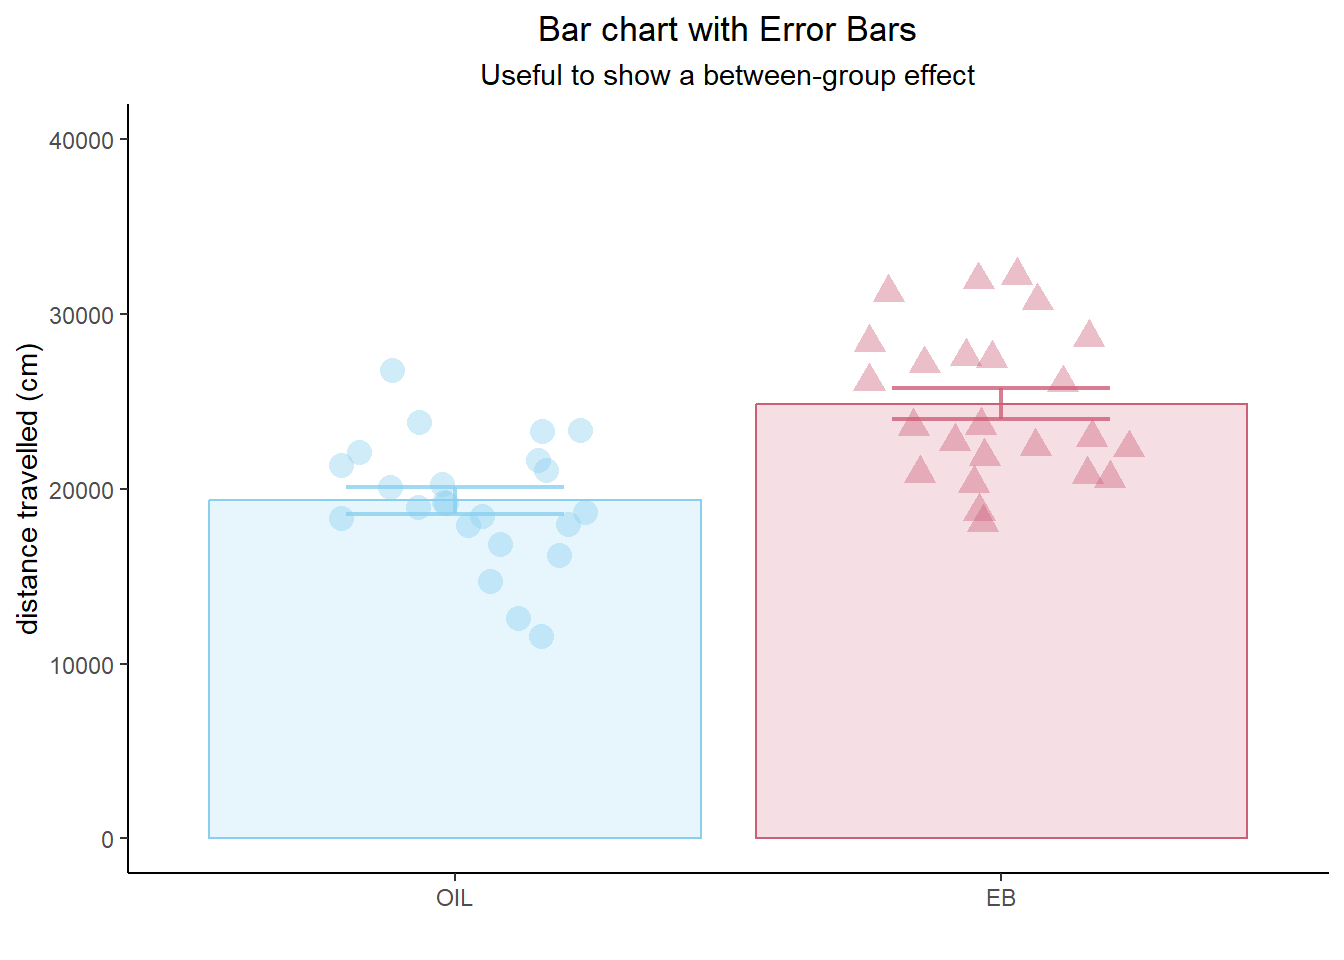 Bar chart with Error Bars
Useful to show a between-group effect
distance travelled (cm)
40000
30000
20000
10000
0
OIL
EB